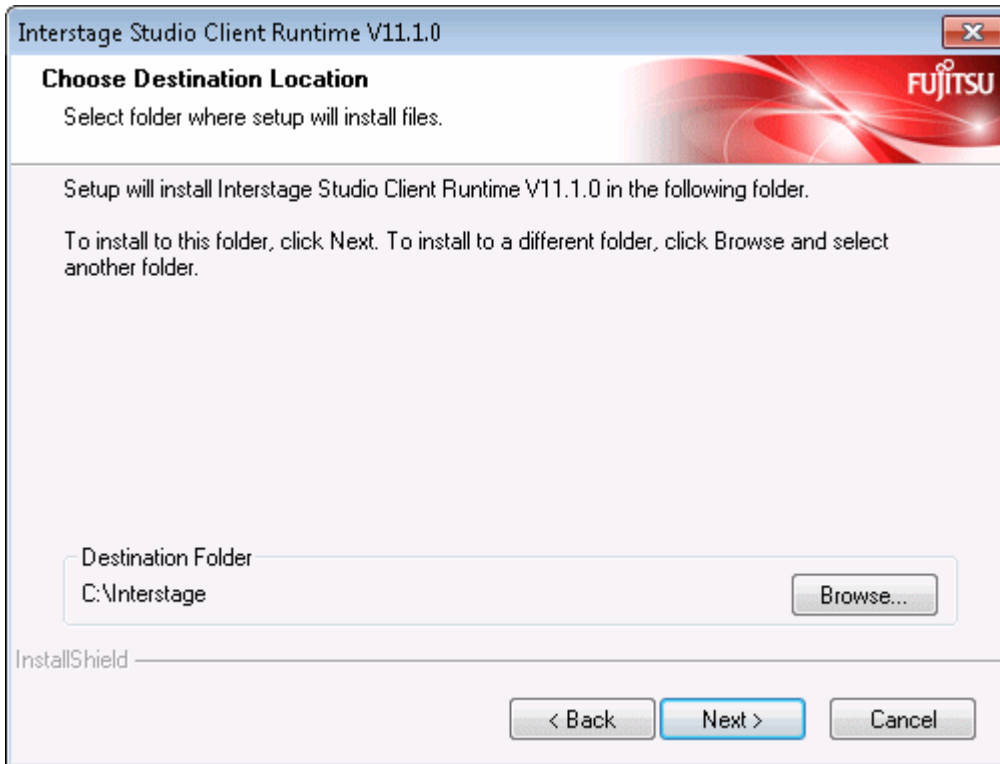 Interstage Studio Client Runtime V11.1.0
Choose Destination Location
FUJITSU
Select folder where setup will install files.
Setup will install Interstage Studio Client Runtime V11.1.0 in the following folder.
To install to this folder, click Next. To install to a different folder, click Browse and select
another folder.
Destination Folder
C:\Interstage
Browse...
InstallShield
< Back
Next >
Cancel